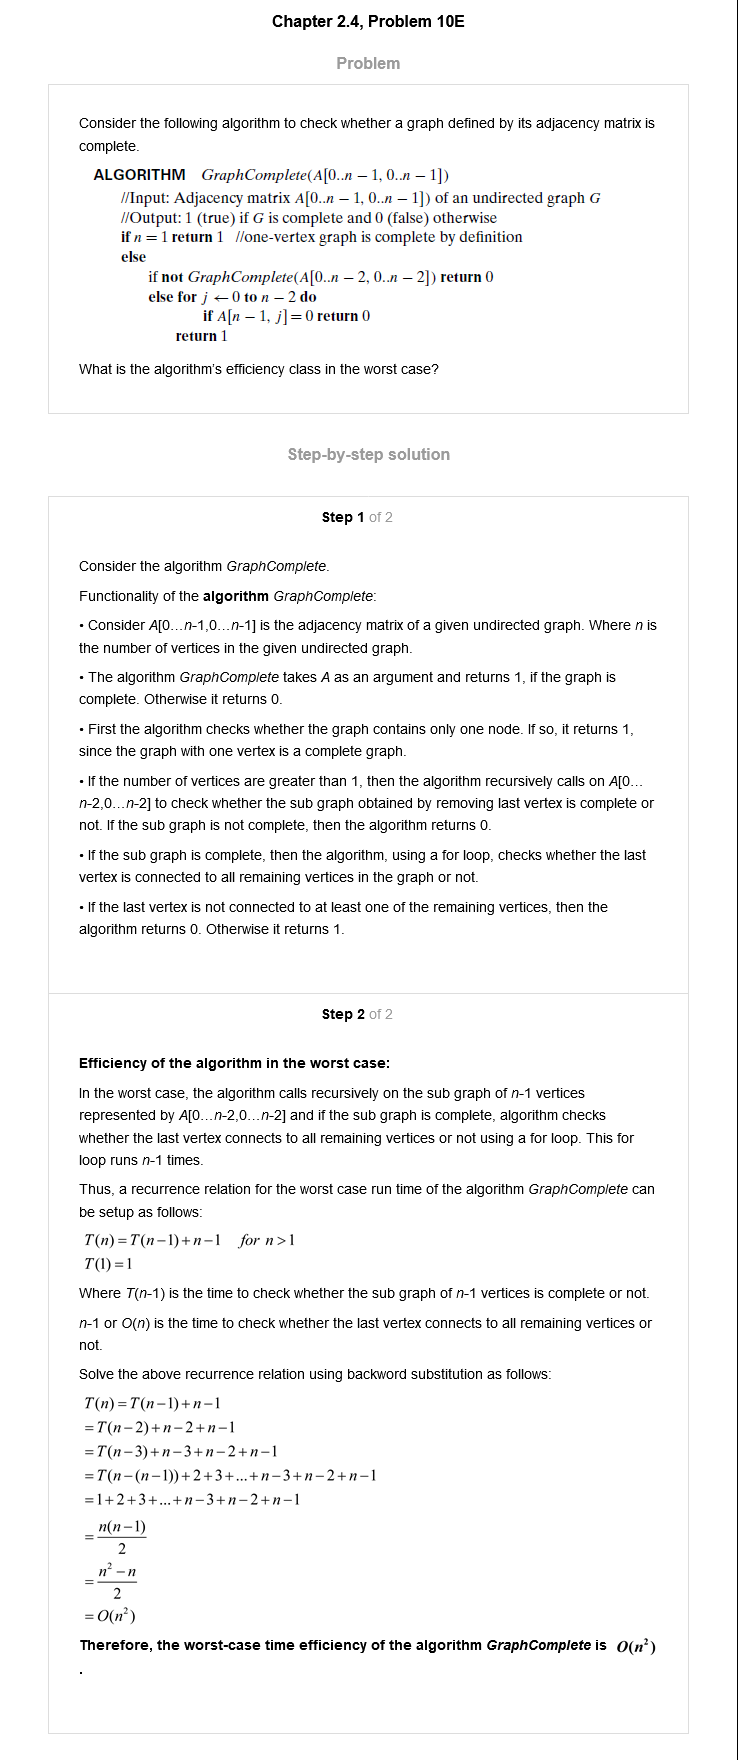 Chapter 2.4, Problem 10E
Problem
Consider the following algorithm to check whether a graph defined by its adjacency matrix is
complete.
ALGORITHM GraphComplete(A[0..n − 1, 0..n − 1])
//Input: Adjacency matrix A[0..n − 1, 0..n − 1]) of an undirected graph G
//Output: 1 (true) if G is complete and 0 (false) otherwise
if n = 1 return 1 //one-vertex graph is complete by definition
else
if not GraphComplete(A[0..n − 2, 0..n − 2]) return 0
else for j ← 0 to n − 2 do
if A[n − 1, j] = 0 return 0
return 1
What is the algorithm's efficiency class in the worst case?
Step-by-step solution
Step 1 of 2
Consider the algorithm GraphComplete.
Functionality of the algorithm GraphComplete:
• Consider A[0…n-1,0…n-1] is the adjacency matrix of a given undirected graph. Where n is
the number of vertices in the given undirected graph.
• The algorithm GraphComplete takes A as an argument and returns 1, if the graph is
complete. Otherwise it returns 0.
• First the algorithm checks whether the graph contains only one node. If so, it returns 1,
since the graph with one vertex is a complete graph.
• If the number of vertices are greater than 1, then the algorithm recursively calls on A[0…
n-2,0…n-2] to check whether the sub graph obtained by removing last vertex is complete or
not. If the sub graph is not complete, then the algorithm returns 0.
• If the sub graph is complete, then the algorithm, using a for loop, checks whether the last
vertex is connected to all remaining vertices in the graph or not.
• If the last vertex is not connected to at least one of the remaining vertices, then the
algorithm returns 0. Otherwise it returns 1.
Step 2 of 2
Efficiency of the algorithm in the worst case:
In the worst case, the algorithm calls recursively on the sub graph of n-1 vertices
represented by A[0…n-2,0…n-2] and if the sub graph is complete, algorithm checks
whether the last vertex connects to all remaining vertices or not using a for loop. This for
loop runs n-1 times.
Thus, a recurrence relation for the worst case run time of the algorithm GraphComplete can
be setup as follows:
T(n) = T(n−1)+n−1 for n>1
T(1)=1
Where T(n-1) is the time to check whether the sub graph of n-1 vertices is complete or not.
n-1 or O(n) is the time to check whether the last vertex connects to all remaining vertices or
not.
Solve the above recurrence relation using backword substitution as follows:
T(n) = T(n−1)+n−1
= T(n−2)+n−2+n−1
= T(n−3)+n−3+n−2+n−1
= T(n−(n−1))+2+3+...+n−3+n−2+n−1
= 1+2+3+...+n−3+n−2+n−1
= n(n−1)/2
= n²−n/2
= O(n²)
Therefore, the worst-case time efficiency of the algorithm GraphComplete is O(n²)
.